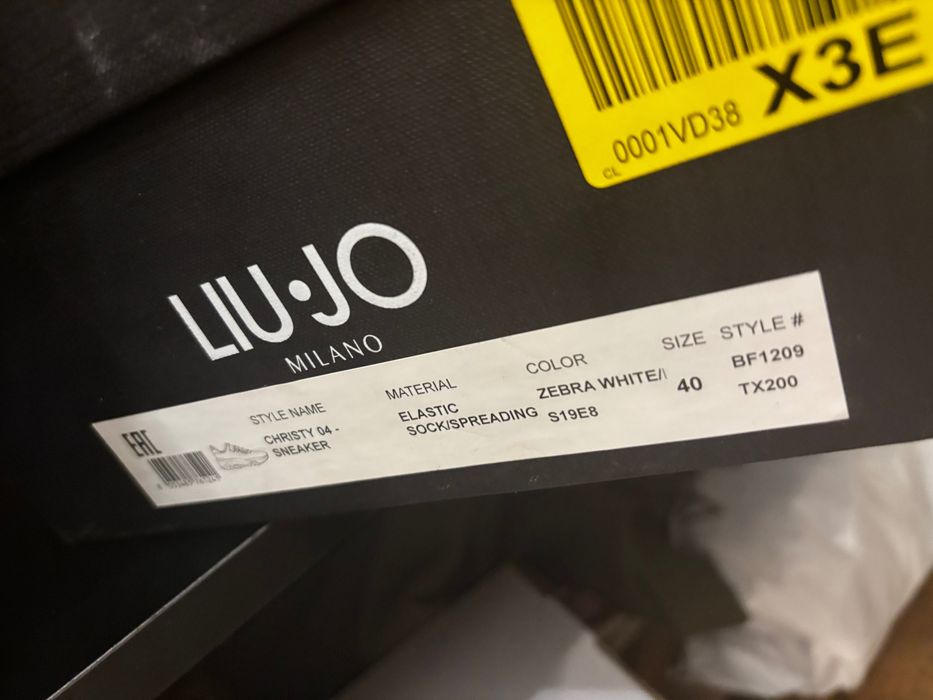 X3E
CL 0001VD38
LIU·JO
MILANO
EAC
STYLE NAME
CHRISTY 04 -
SNEAKER
MATERIAL
ELASTIC
SOCK/SPREADING
COLOR
ZEBRA WHITE/
S19E8
SIZE
40
STYLE #
BF1209
TX200